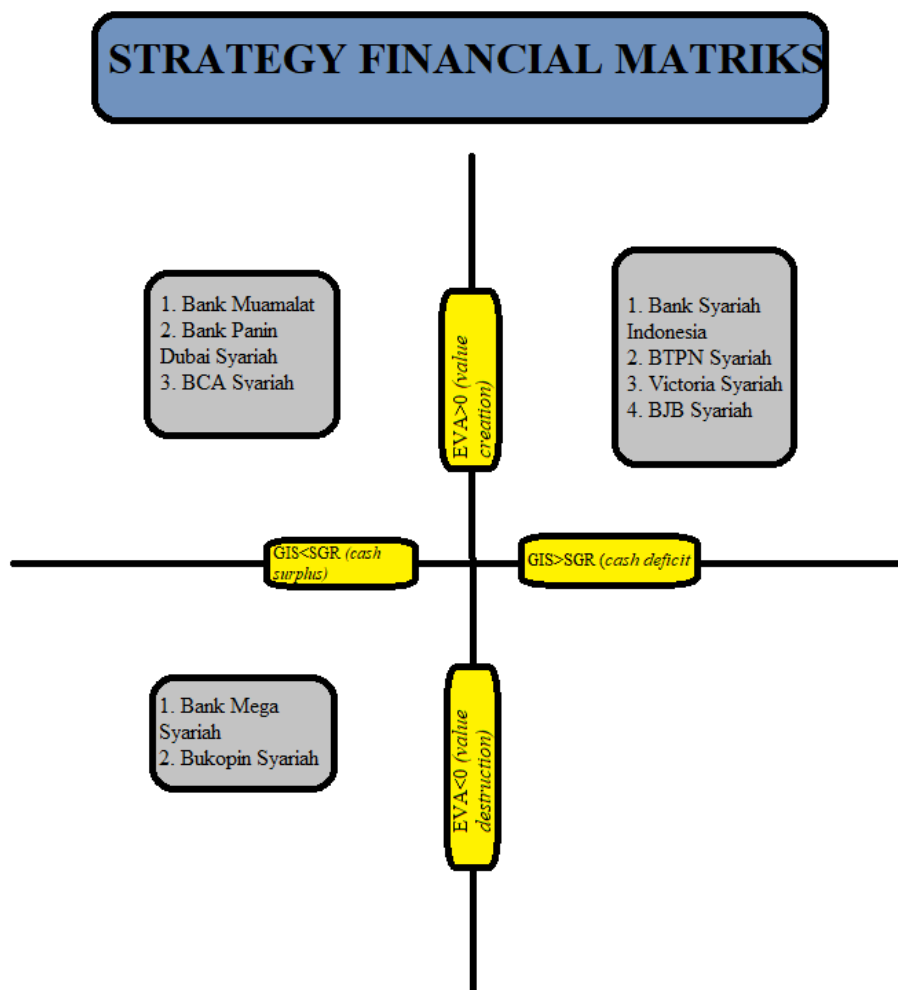 STRATEGY FINANCIAL MATRIKS
1. Bank Muamalat
2. Bank Panin
Dubai Syariah
3. BCA Syariah
EVA>0 (value
creation)
1. Bank Syariah
Indonesia
2. BTPN Syariah
3. Victoria Syariah
4. BJB Syariah
GIS<SGR (cash
surplus)
GIS>SGR (cash deficit
1. Bank Mega
Syariah
2. Bukopin Syariah
EVA<0 (value
destruction)